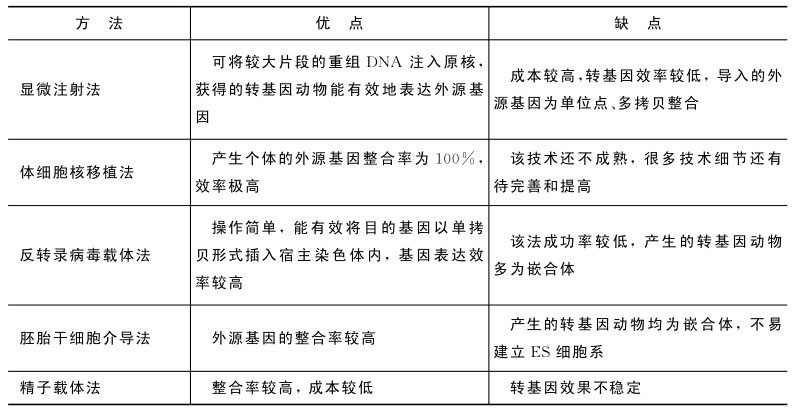 方 法 优 点 缺 点
显微注射法
可将较大片段的重组 DNA 注入原核，
获得的转基因动物能有效地表达外源基
因
成本较高，转基因效率较低，导入的外
源基因为单位点、多拷贝整合
体细胞核移植法
产生个体的外源基因整合率为 100%，
效率极高
该技术还不成熟，很多技术细节还有
待完善和提高
反转录病毒载体法
操作简单，能有效将目的基因以单拷
贝形式插入宿主染色体内，基因表达效
率较高
该法成功率较低，产生的转基因动物
多为嵌合体
胚胎干细胞介导法
外源基因的整合率较高
产生的转基因动物均为嵌合体，不易
建立 ES 细胞系
精子载体法
整合率较高，成本较低
转基因效果不稳定